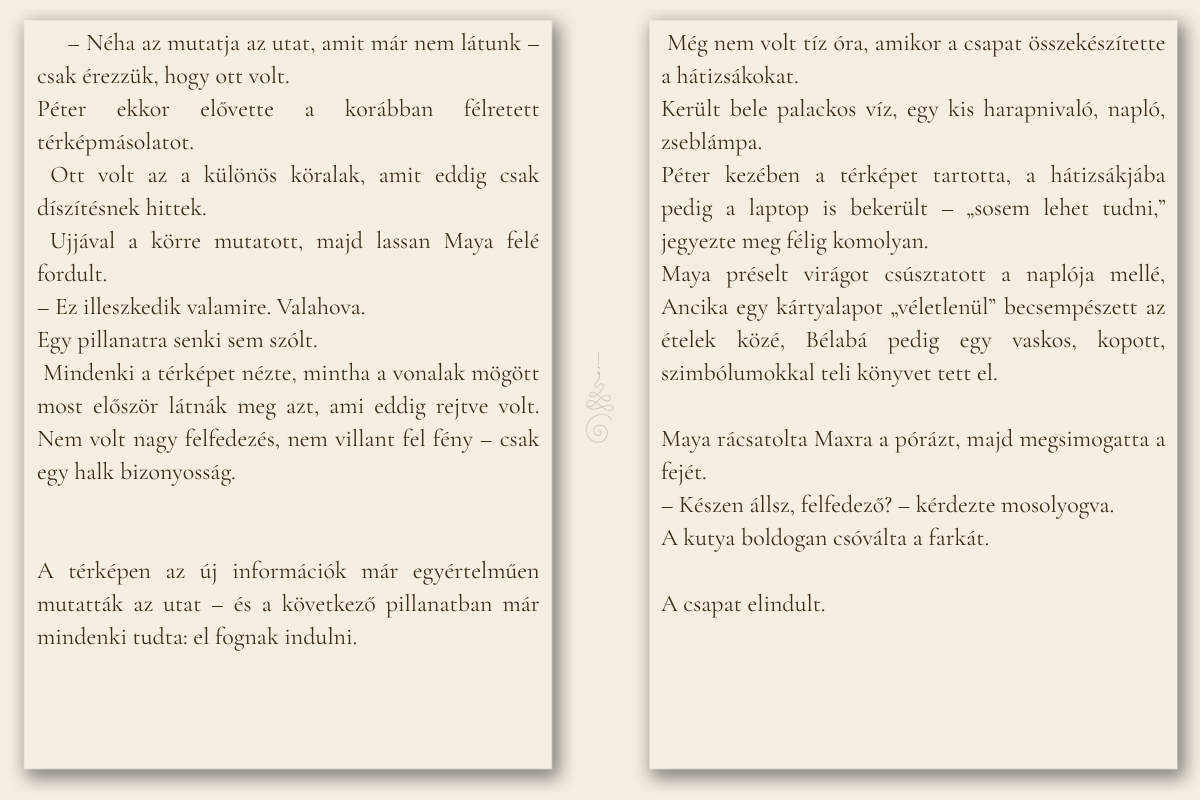 – Néha az mutatja az utat, amit már nem látunk –
csak érezzük, hogy ott volt.
Péter ekkor elővette a korábban félretett
térképmásolatot.
Ott volt az a különös köralak, amit eddig csak
díszítésnek hittek.
Ujjával a körre mutatott, majd lassan Maya felé
fordult.
– Ez illeszkedik valamire. Valahova.
Egy pillanatra senki sem szólt.
Mindenki a térképet nézte, mintha a vonalak mögött
most először látnák meg azt, ami eddig rejtve volt.
Nem volt nagy felfedezés, nem villant fel fény – csak
egy halk bizonyosság.
A térképen az új információk már egyértelműen
mutatták az utat – és a következő pillanatban már
mindenki tudta: el fognak indulni.
Még nem volt tíz óra, amikor a csapat összekészítette
a hátizsákokat.
Került bele palackos víz, egy kis harapnivaló, napló,
zseblámpa.
Péter kezében a térképet tartotta, a hátizsákjába
pedig a laptop is bekerült – „sosem lehet tudni,”
jegyezte meg félig komolyan.
Maya préselt virágot csúsztatott a naplója mellé,
Ancika egy kártyalapot „véletlenül” becsempészett az
ételek közé, Bélabá pedig egy vaskos, kopott,
szimbólumokkal teli könyvet tett el.
Maya rácsatolta Maxra a pórázt, majd megsimogatta a
fejét.
– Készen állsz, felfedező? – kérdezte mosolyogva.
A kutya boldogan csóválta a farkát.
A csapat elindult.